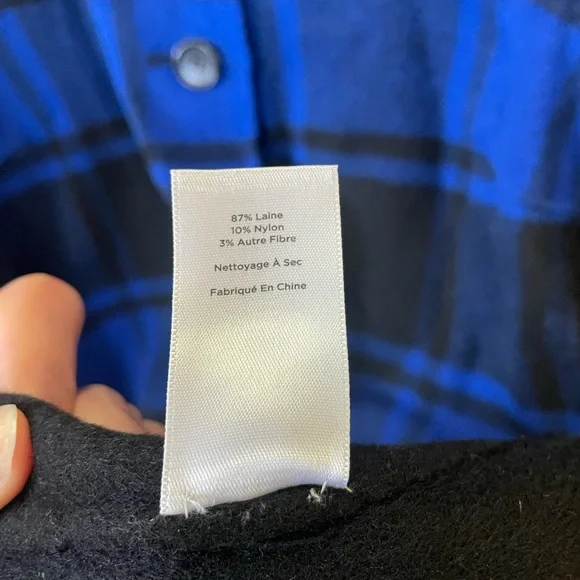 87% Laine
10% Nylon
3% Autre Fibre
Nettoyage À Sec
Fabriqué En Chine